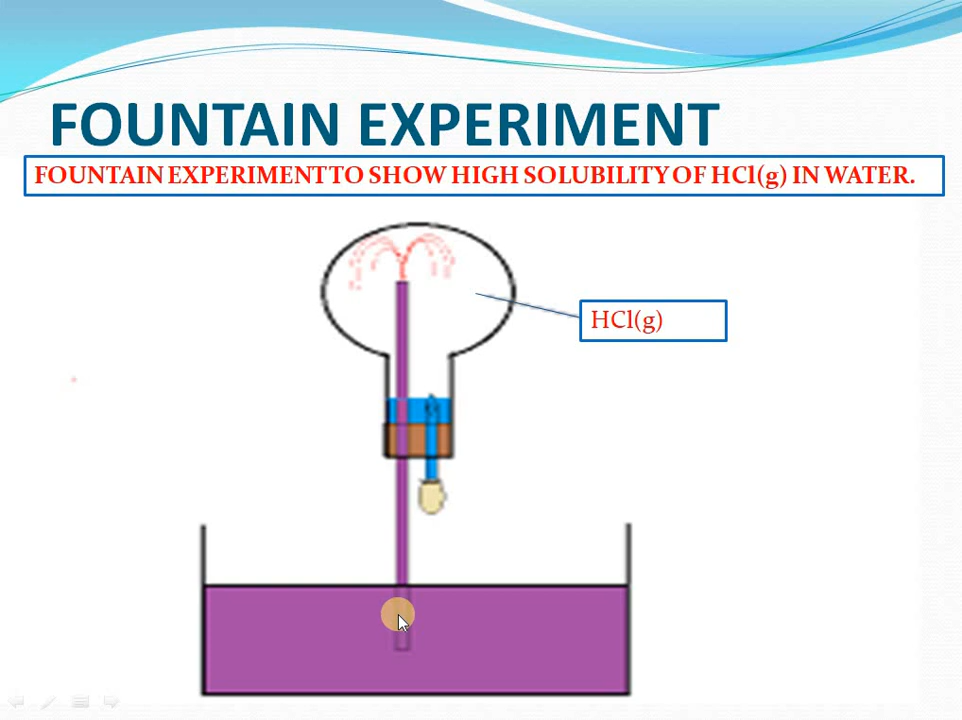 FOUNTAIN EXPERIMENT
FOUNTAIN EXPERIMENT TO SHOW HIGH SOLUBILITY OF HCl(g) IN WATER.
HCl(g)